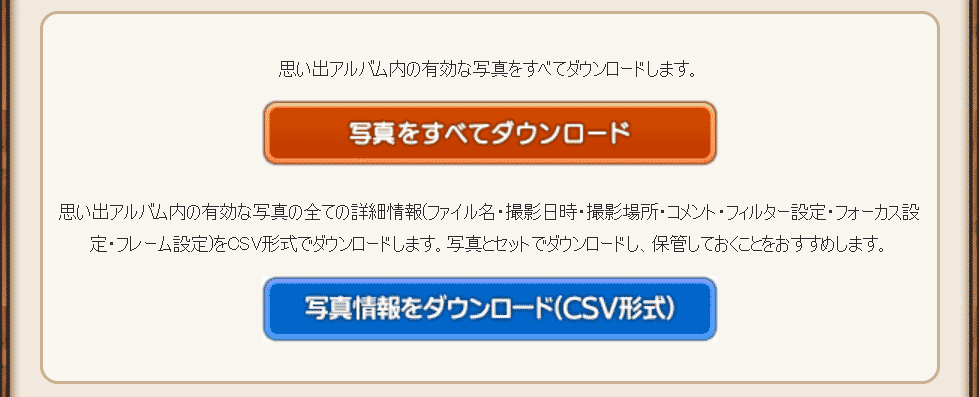 思い出アルバム内の有効な写真をすべてダウンロードします。
写真をすべてダウンロード
思い出アルバム内の有効な写真の全ての詳細情報(ファイル名・撮影日時・撮影場所・コメント・フィルター設定・フォーカス設
定・フレーム設定)をCSV形式でダウンロードします。写真とセットでダウンロードし、保管しておくことをおすすめします。
写真情報をダウンロード(CSV形式)